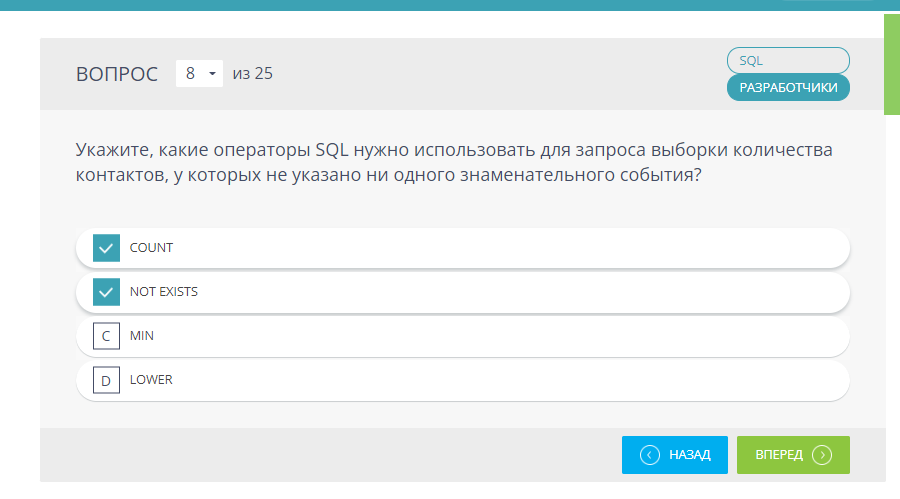 ВОПРОС 8 из 25
SQL
РАЗРАБОТЧИКИ
Укажите, какие операторы SQL нужно использовать для запроса выборки количества
контактов, у которых не указано ни одного знаменательного события?
COUNT
NOT EXISTS
C MIN
D LOWER
НАЗАД ВПЕРЕД